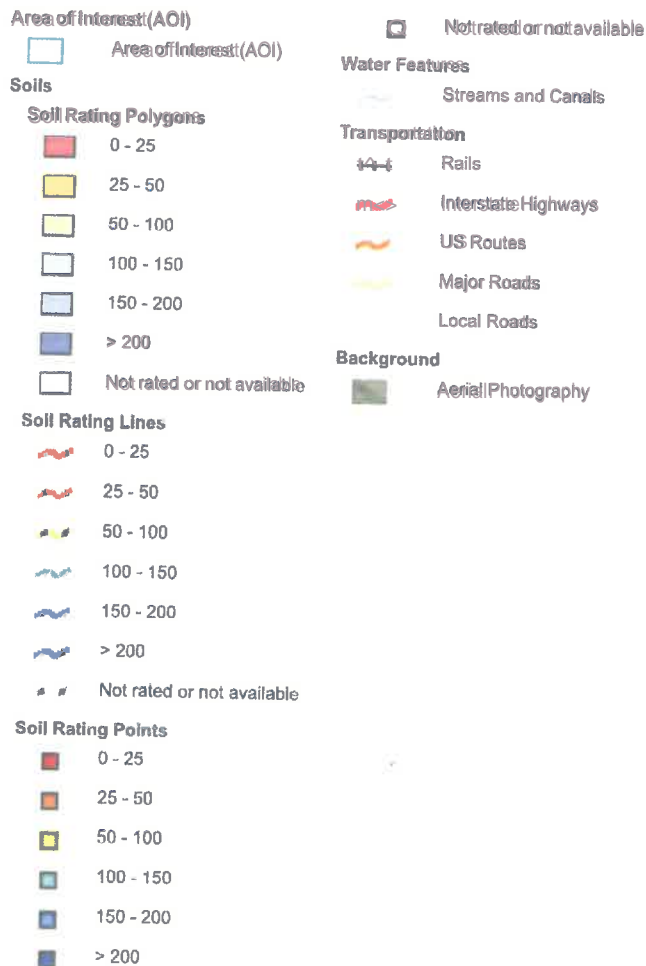 Area of Interest (AOI)
Area of Interest (AOI)
Soils
Soil Rating Polygons
0 - 25
25 - 50
50 - 100
100 - 150
150 - 200
> 200
Not rated or not available
Soil Rating Lines
0 - 25
25 - 50
50 - 100
100 - 150
150 - 200
> 200
Not rated or not available
Soil Rating Points
0 - 25
25 - 50
50 - 100
100 - 150
150 - 200
> 200
Not rated or not available
Water Features
Streams and Canals
Transportation
Rails
Interstate Highways
US Routes
Major Roads
Local Roads
Background
Aerial Photography